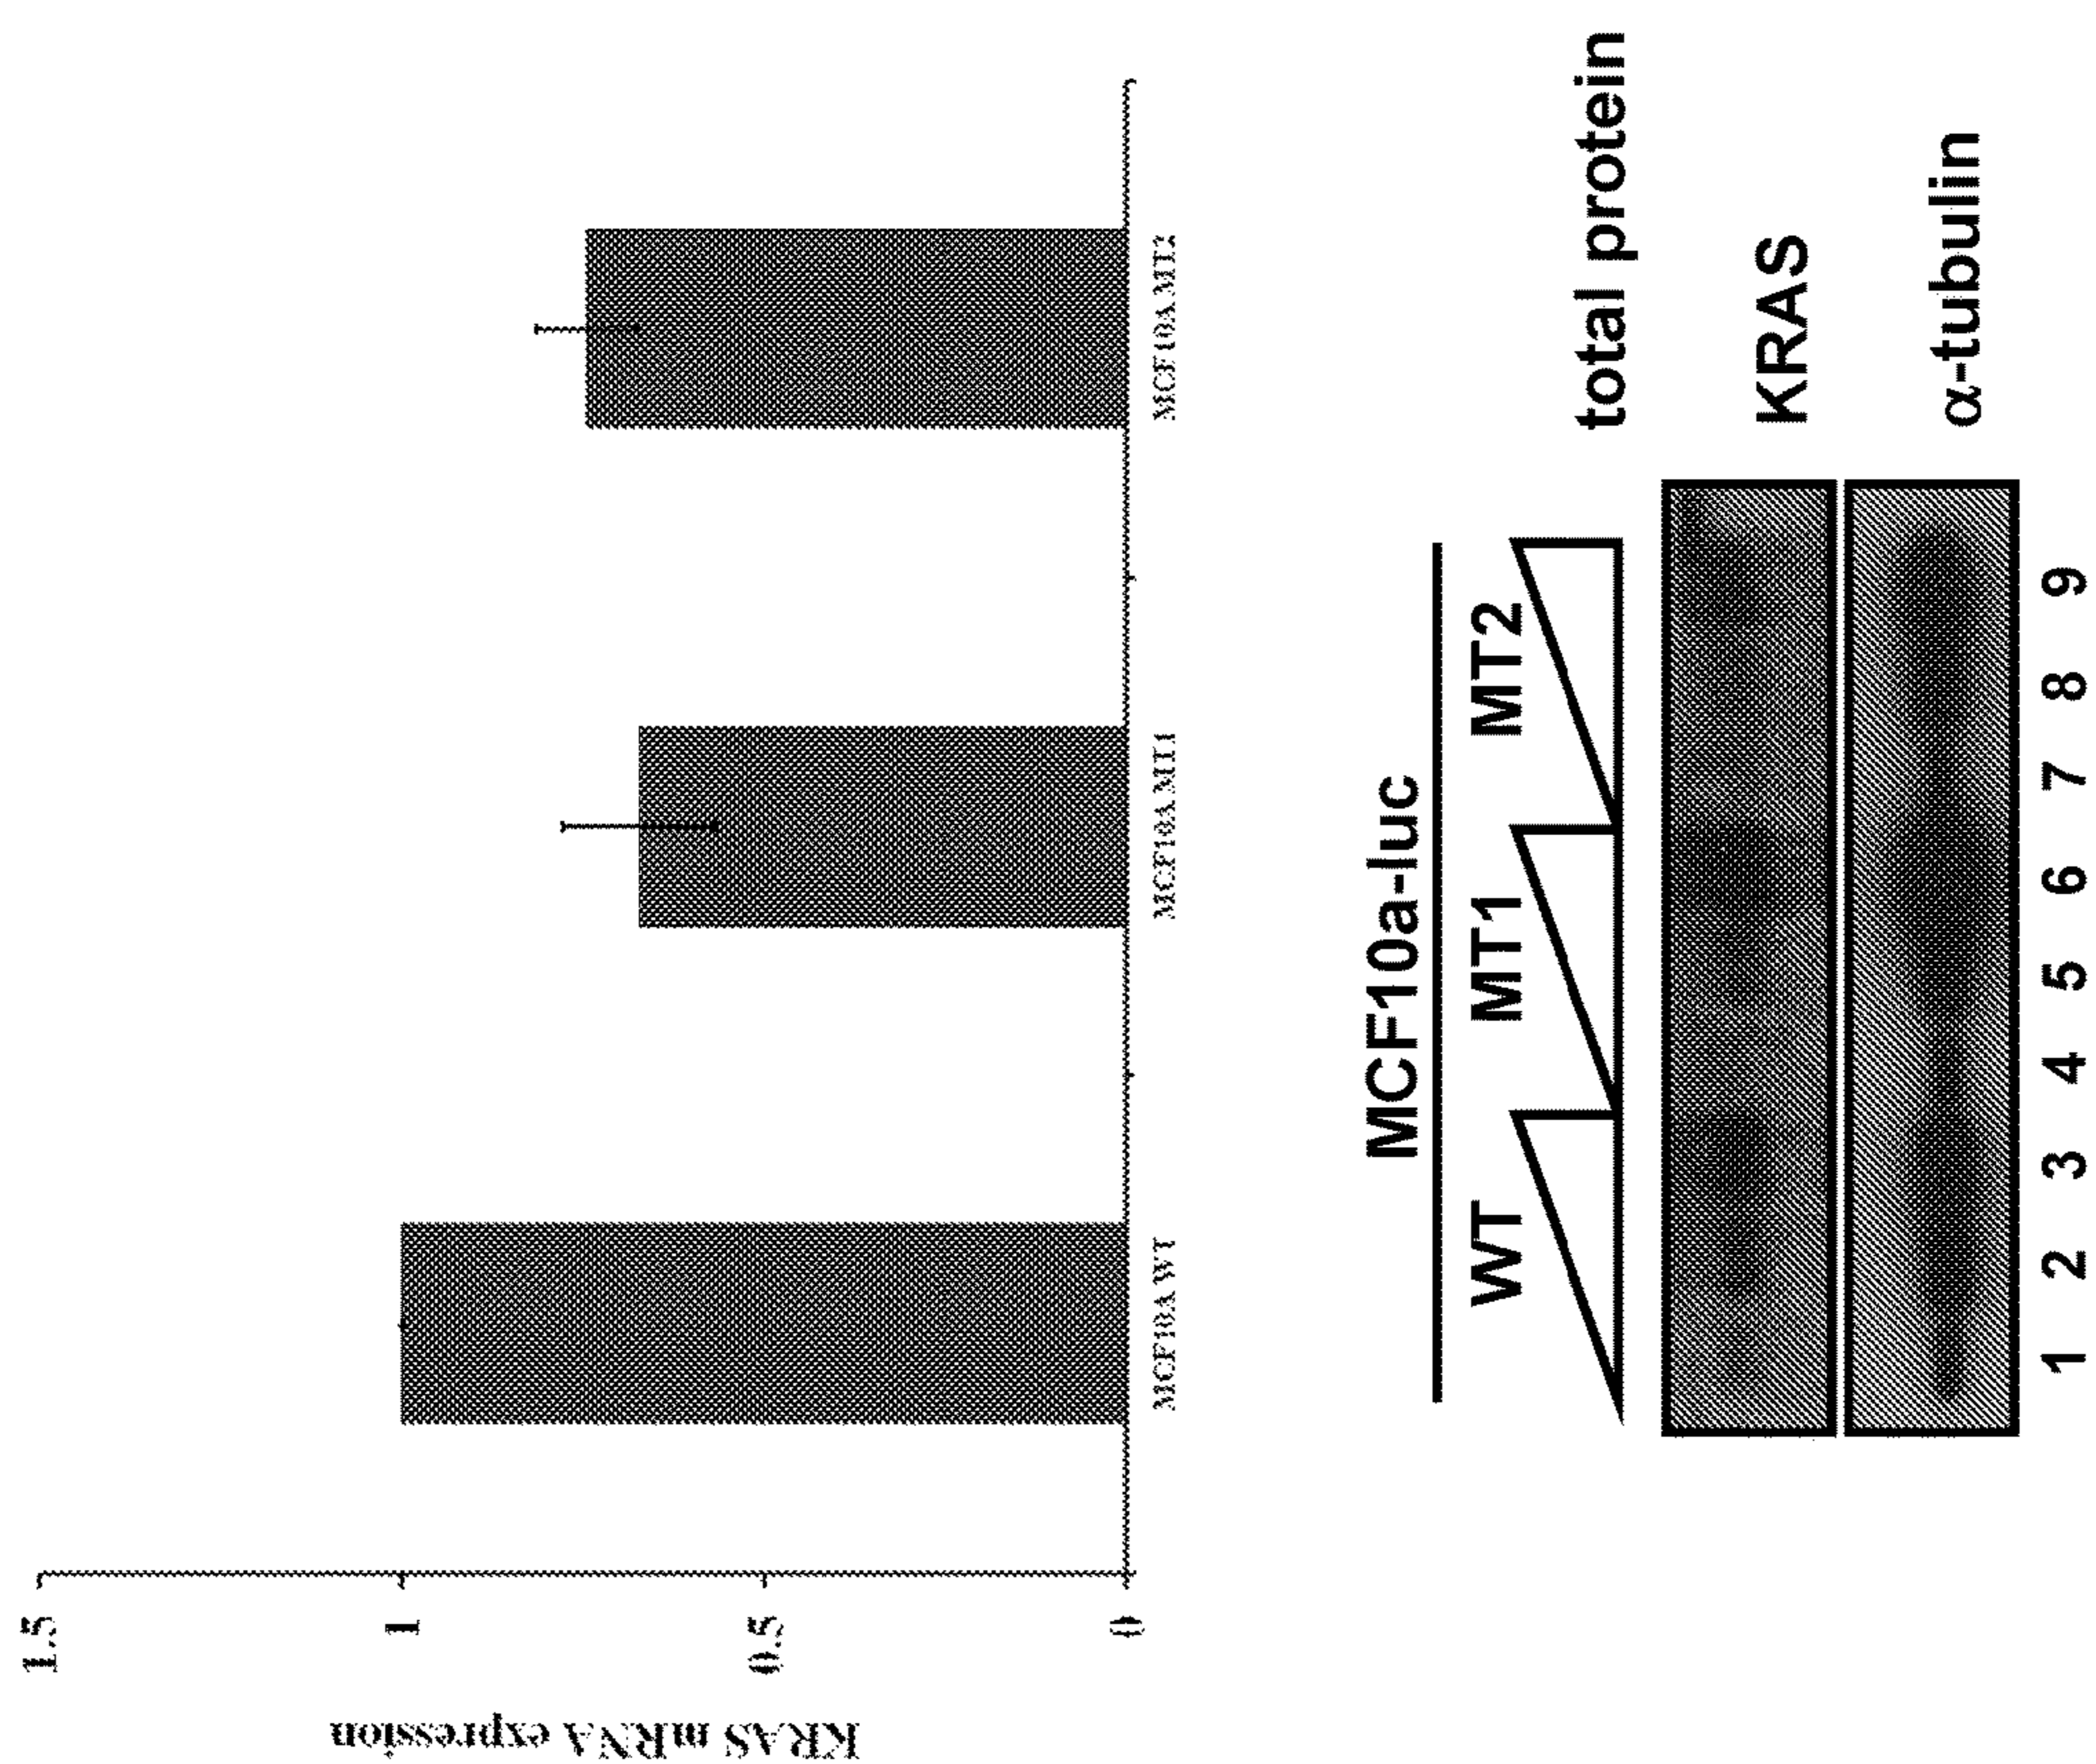 KRAS mRNA expression
1.5
1
0.5
0
MCF10A WT
MCF10A MT1
MCF10A MT2
MCF10a-luc
WT MT1 MT2
total protein
KRAS
α-tubulin
1 2 3 4 5 6 7 8 9